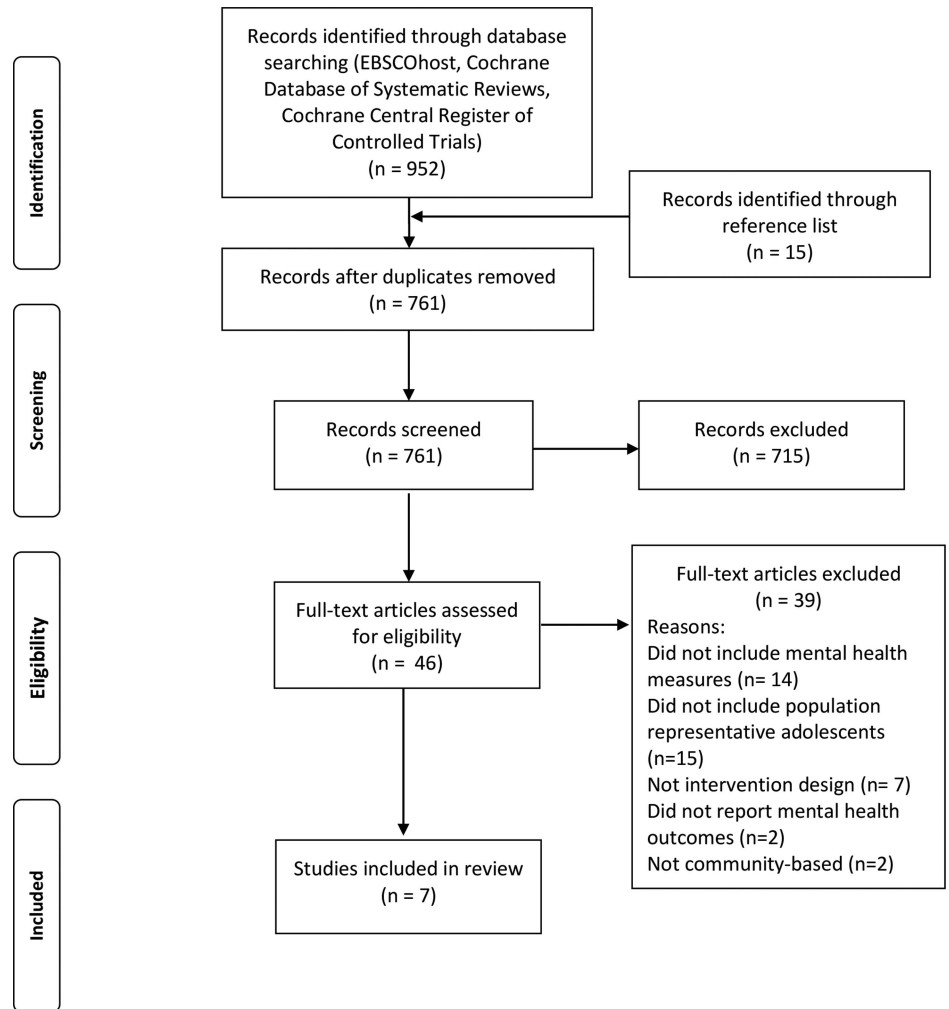 Identification
Records identified through database
searching (EBSCOhost, Cochrane
Database of Systematic Reviews,
Cochrane Central Register of
Controlled Trials)
(n = 952)
Records identified through
reference list
(n = 15)
Records after duplicates removed
(n = 761)
Screening
Records screened
(n = 761)
Records excluded
(n = 715)
Eligibility
Full-text articles assessed
for eligibility
(n =  46)
Full-text articles excluded
(n = 39)
Reasons:
Did not include mental health
measures (n= 14)
Did not include population
representative adolescents
(n=15)
Not intervention design (n= 7)
Did not report mental health
outcomes (n=2)
Not community-based (n=2)
Included
Studies included in review
(n = 7)